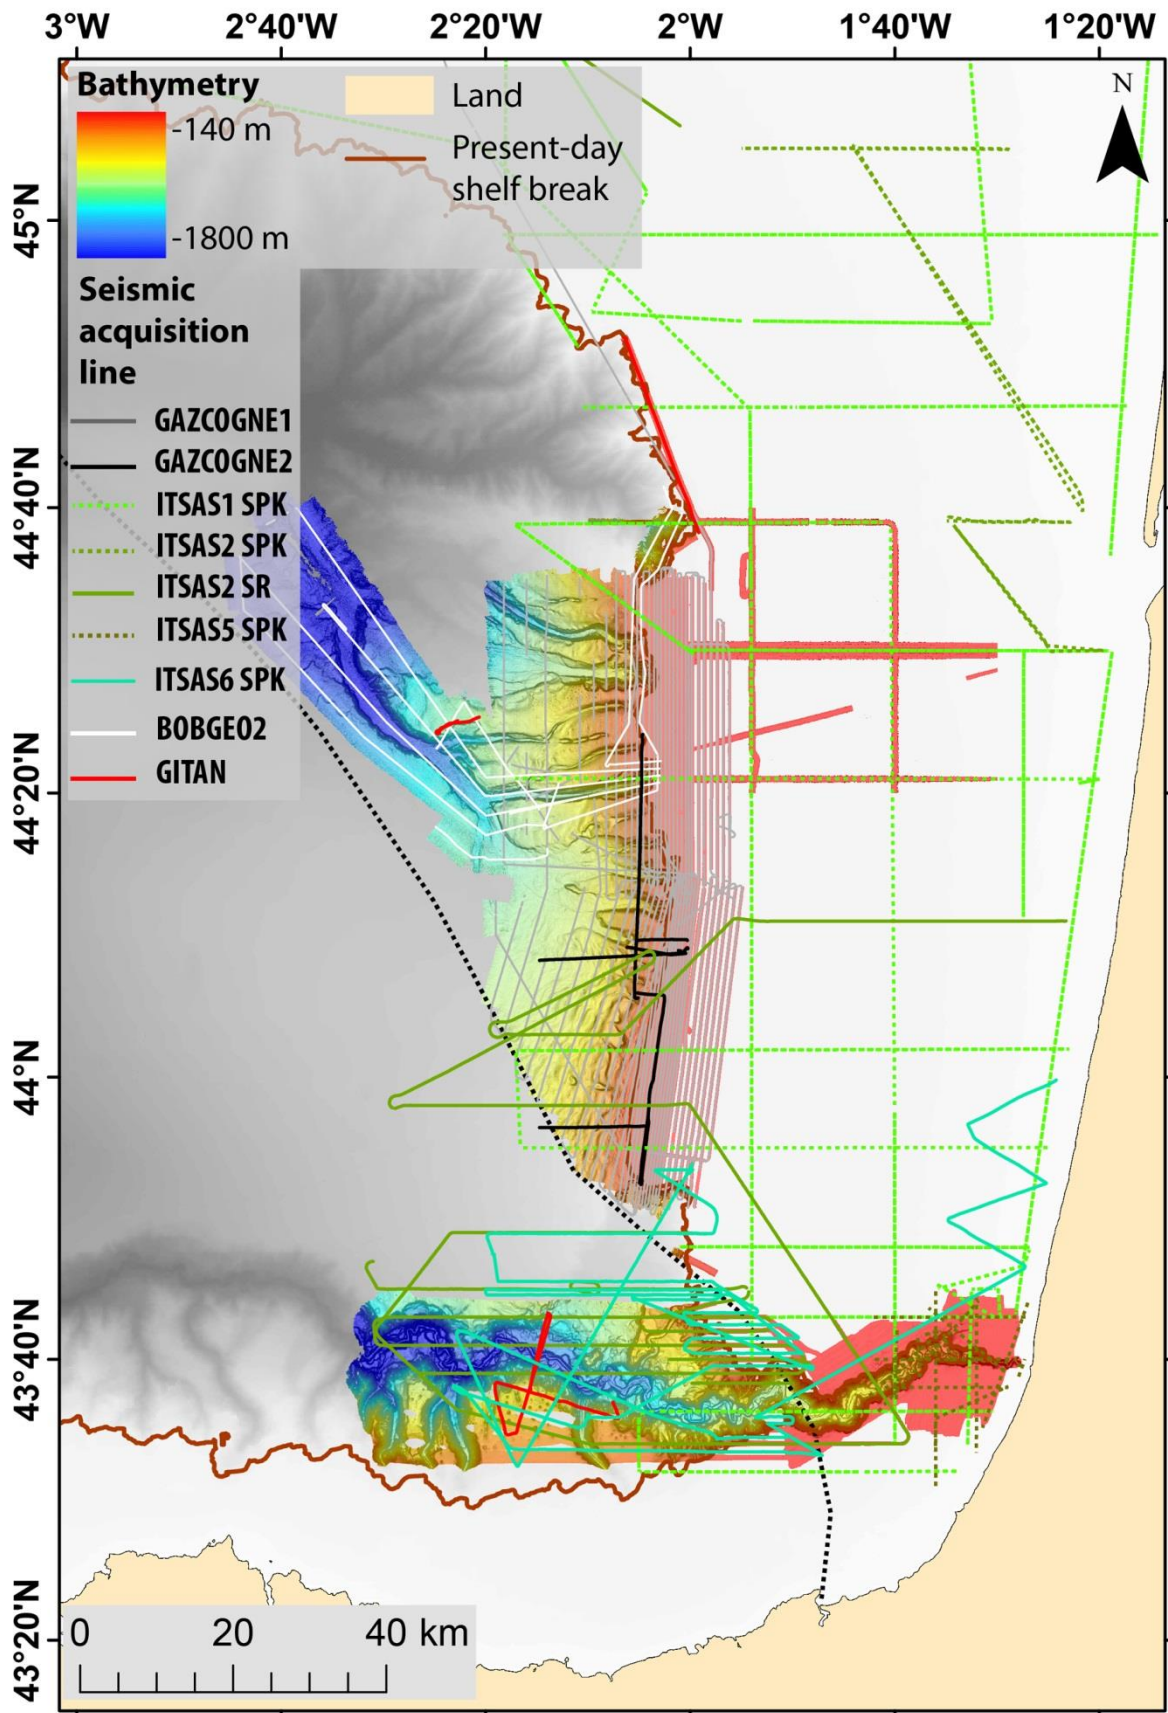 3°W 2°40'W 2°20'W 2°0'W 1°40'W 1°20'W
N
Bathymetry
-140 m
-1800 m
Land
Present-day
shelf break
Seismic
acquisition
line
GAZCOGNE1
GAZCOGNE2
ITSAS1 SPK
ITSAS2 SPK
ITSAS2 SR
ITSAS5 SPK
ITSAS6 SPK
BOBGEO2
GITAN
45°N
44°40'N
44°20'N
44°N
43°40'N
43°20'N
0 20 40 km